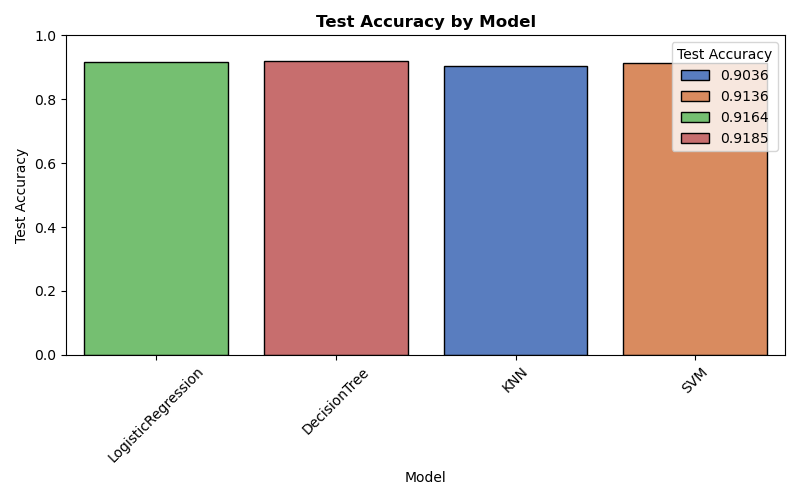 Test Accuracy by Model
Test Accuracy
1.0
0.8
0.6
0.4
0.2
0.0
Test Accuracy
0.9036
0.9136
0.9164
0.9185
LogisticRegression
DecisionTree
KNN
SVM
Model